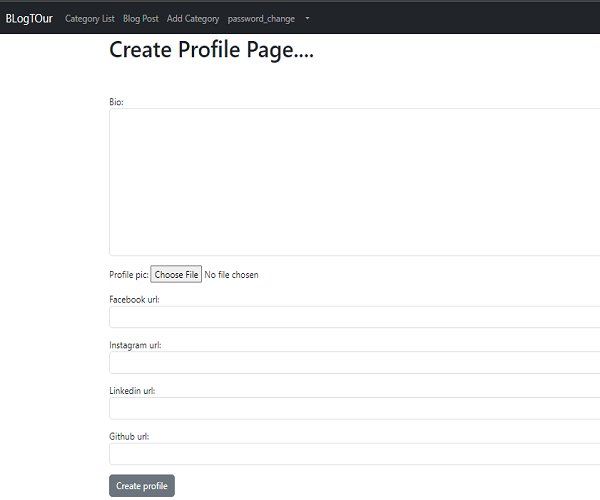 BLogTOur Category List Blog Post Add Category password_change
Create Profile Page....
Bio:
Profile pic: Choose File No file chosen
Facebook url:
Instagram url:
Linkedin url:
Github url:
Create profile